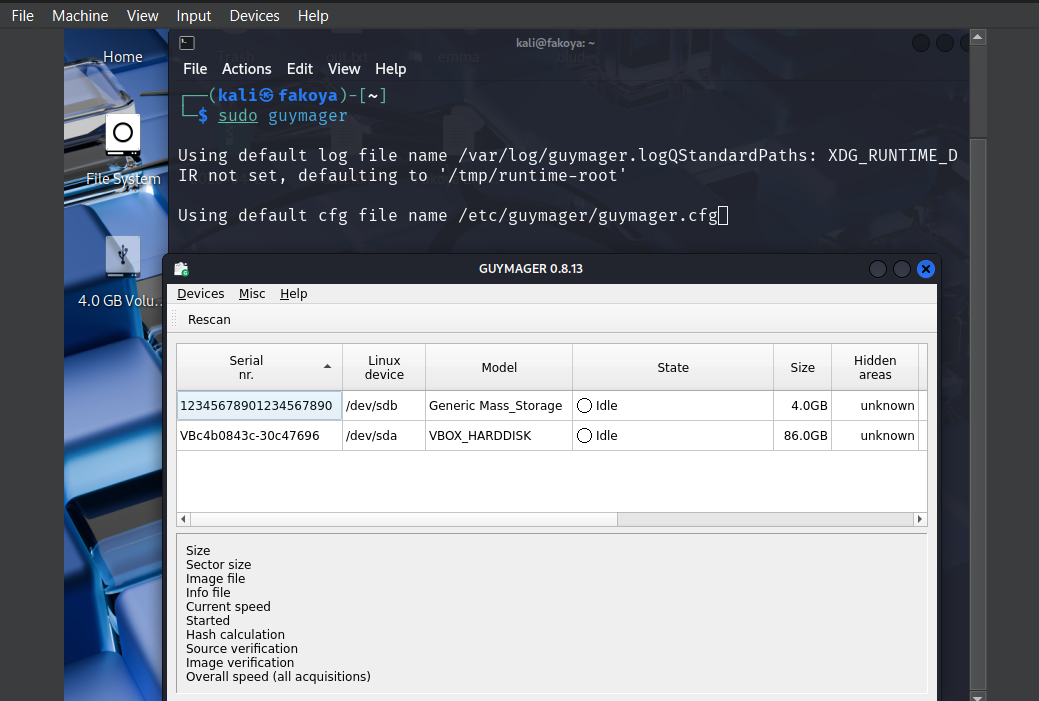 File Machine View Input Devices Help
Home
kali@fakoya: ~
emma
File Actions Edit View Help
(kali㉿fakoya)-[~]
$ sudo guymager
Using default log file name /var/log/guymager.logQStandardPaths: XDG_RUNTIME_D
IR not set, defaulting to '/tmp/runtime-root'
File System
Using default cfg file name /etc/guymager/guymager.cfg
4.0 GB Volu...
GUYMAGER 0.8.13
Devices Misc Help
Rescan
Serial nr. Linux device Model State Size Hidden areas
12345678901234567890 /dev/sdb Generic Mass_Storage Idle 4.0GB unknown
VBc4b0843c-30c47696 /dev/sda VBOX_HARDDISK Idle 86.0GB unknown
Size
Sector size
Image file
Info file
Current speed
Started
Hash calculation
Source verification
Image verification
Overall speed (all acquisitions)